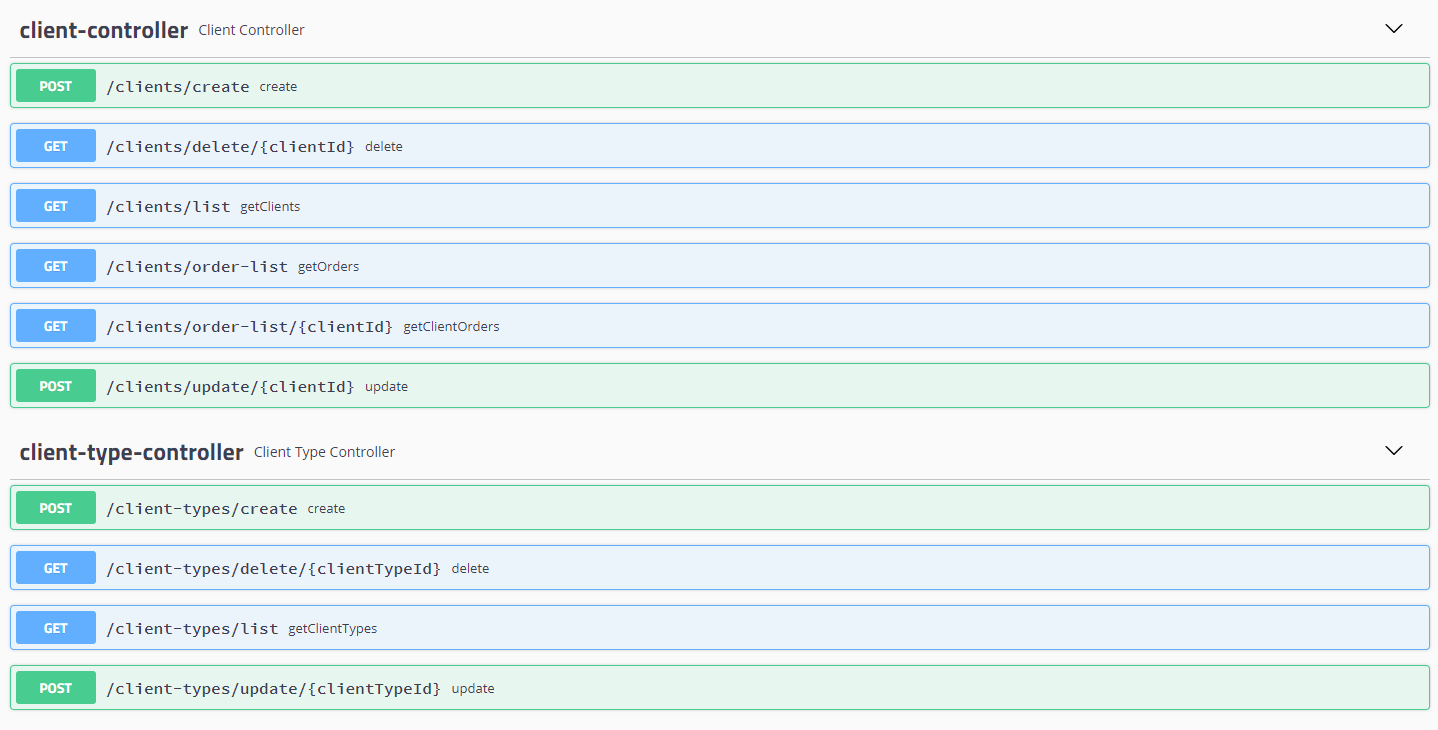 client-controller Client Controller
POST /clients/create create
GET /clients/delete/{clientId} delete
GET /clients/list getClients
GET /clients/order-list getOrders
GET /clients/order-list/{clientId} getClientOrders
POST /clients/update/{clientId} update
client-type-controller Client Type Controller
POST /client-types/create create
GET /client-types/delete/{clientTypeId} delete
GET /client-types/list getClientTypes
POST /client-types/update/{clientTypeId} update